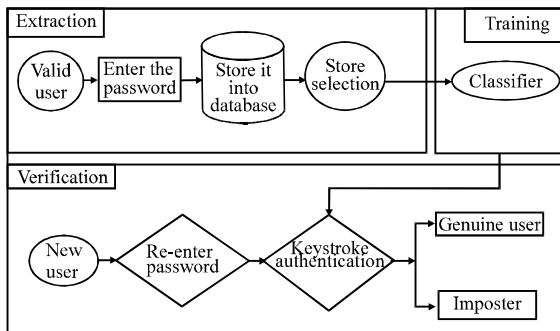 Extraction
Training
Valid
user
Enter the
password
Store it
into
database
Store
selection
Classifier
Verification
New
user
Re-enter
password
Keystroke
authentication
Genuine user
Imposter